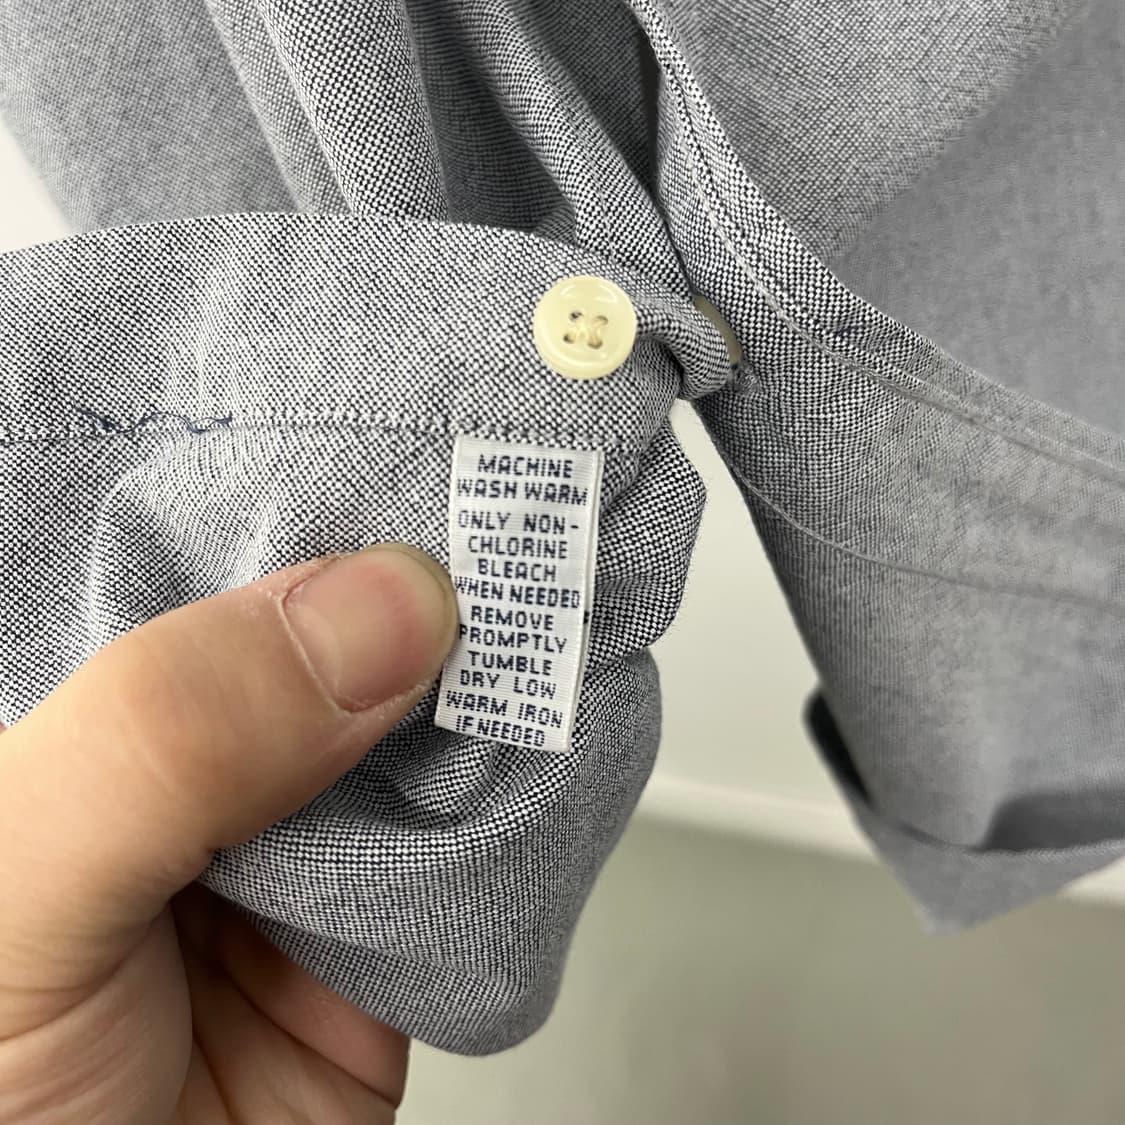 MACHINE
WASH WARM
ONLY NON-
CHLORINE
BLEACH
WHEN NEEDED
REMOVE
PROMPTLY
TUMBLE
DRY LOW
WARM IRON
IF NEEDED